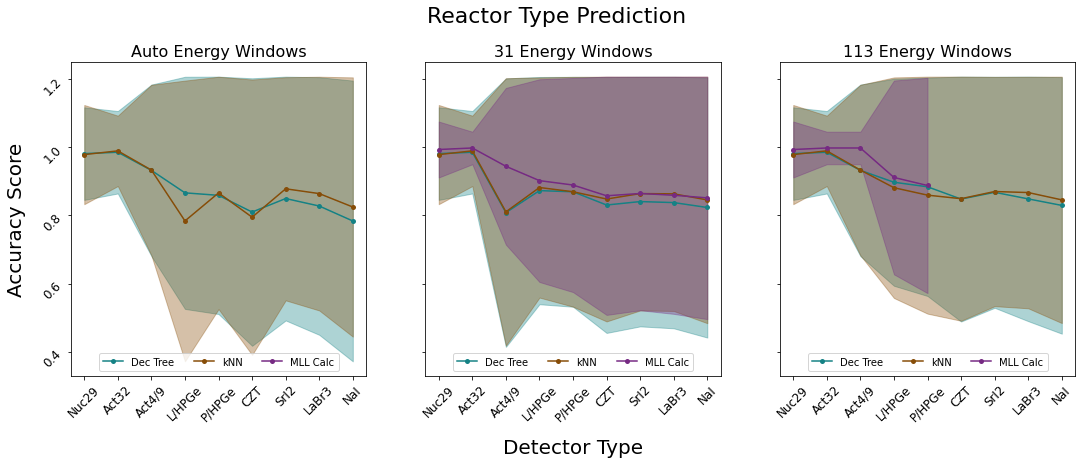 Reactor Type Prediction
Auto Energy Windows
31 Energy Windows
113 Energy Windows
Accuracy Score
1.2
1.0
0.8
0.6
0.4
Dec Tree kNN MLL Calc
Dec Tree kNN MLL Calc
Dec Tree kNN MLL Calc
Nuc29 Act32 Act4/9 L/HPGe P/HPGe CZT SrI2 LaBr3 NaI
Nuc29 Act32 Act4/9 L/HPGe P/HPGe CZT SrI2 LaBr3 NaI
Nuc29 Act32 Act4/9 L/HPGe P/HPGe CZT SrI2 LaBr3 NaI
Detector Type